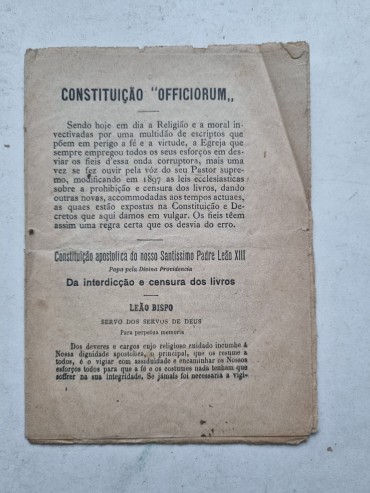 CONSTITUIÇÃO "OFFICIORUM„
Sendo hoje em dia a Religião e a moral in-
vectivadas por uma multidão de escriptos que
põem em perigo a fé e a virtude, a Egreja que
sempre empregou todos os seus esforços em des-
viar os fieis d'essa onda corruptora, mais uma
vez se fez ouvir pela vóz do seu Pastor supre-
mo, modificando em 1897 as leis ecclesiasticas
sobre a prohibição e censura dos livros, dando
outras novas, accommodadas aos tempos actuaes,
as quaes estão expostas na Constituição e De-
cretos que aqui damos em vulgar. Os fieis têem
assim uma regra certa que os desvia do erro.
Constituição apostolica do nosso Santissimo Padre Leão XIII
Papa pela Divina Providencia
Da interdicção e censura dos livros
LEÃO BISPO
SERVO DOS SERVOS DE DEUS
Para perpetua memoria
Dos deveres e cargos cujo religioso cuidado incumbe á
Nossa dignidade apostolica, o principal, que os resume a
todos, é o vigiar com assiduidade e encaminhar os Nossos
esforços todos para que a fé e os costumes nada tenham que
soffrer na sua integridade. Se jámais foi necessaria a vigi-